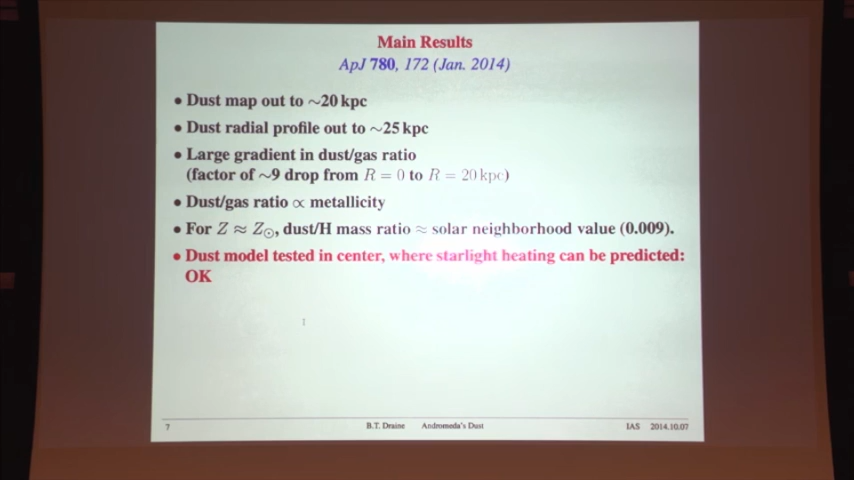 Main Results
ApJ 780, 172 (Jan. 2014)
• Dust map out to ∼20 kpc
• Dust radial profile out to ∼25 kpc
• Large gradient in dust/gas ratio
(factor of ∼9 drop from R = 0 to R = 20 kpc)
• Dust/gas ratio ∝ metallicity
• For Z ≈ Z⊙, dust/H mass ratio ≈ solar neighborhood value (0.009).
• Dust model tested in center, where starlight heating can be predicted:
OK
7 B.T. Draine Andromeda's Dust IAS 2014.10.07